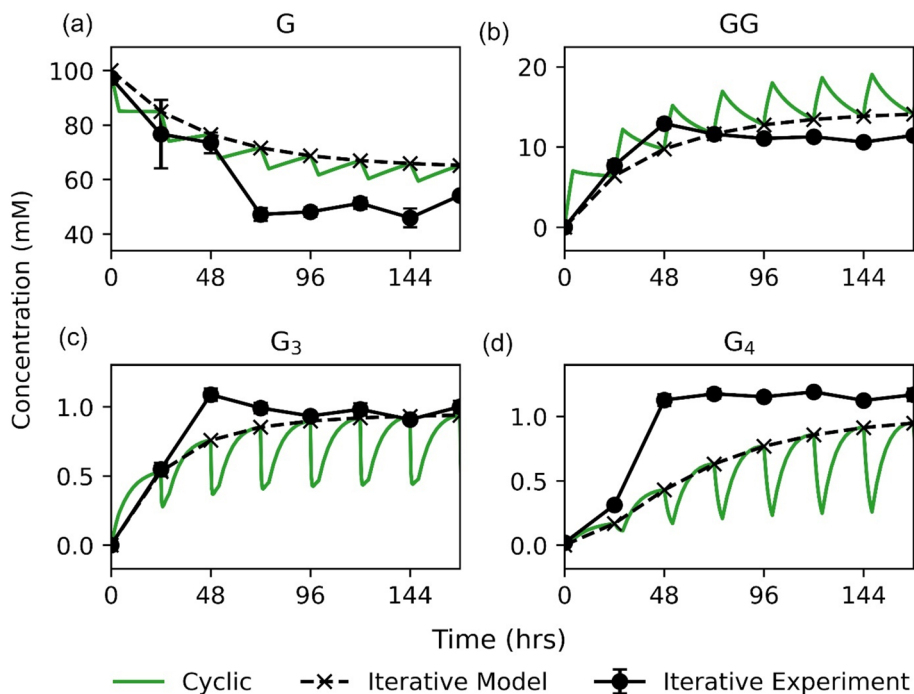 (a) G
(b) GG
100
80
60
40
0 48 96 144
20
10
0
0 48 96 144
Concentration (mM)
(c) G₃
(d) G₄
1.0
0.5
0.0
0 48 96 144
1.0
0.5
0.0
0 48 96 144
Time (hrs)
Cyclic Iterative Model Iterative Experiment